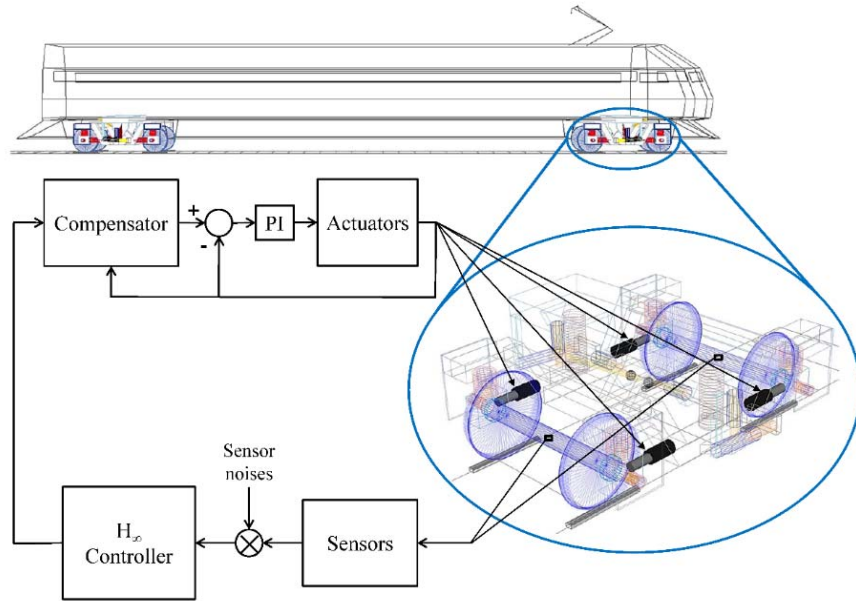 Compensator
+
-
PI
Actuators
Sensor
noises
H∞
Controller
Sensors